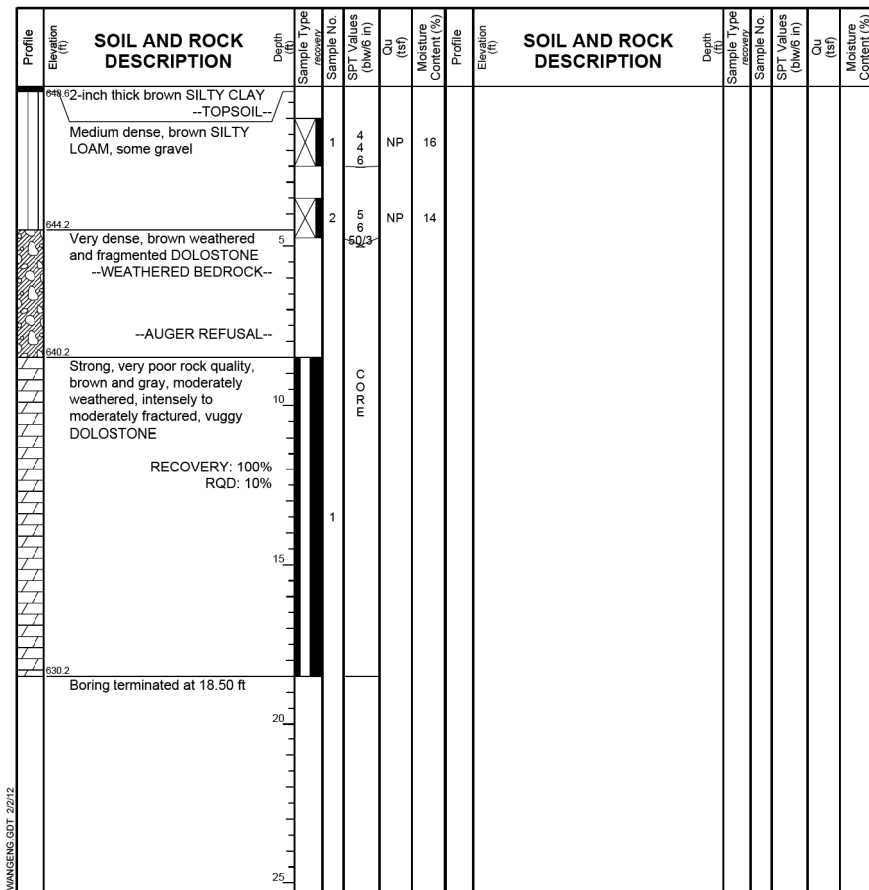 Profile
Elevation (ft)
SOIL AND ROCK
DESCRIPTION
Depth (ft)
Sample Type
recovery
Sample No.
SPT Values
(blw/6 in)
Qu
(tsf)
Moisture
Content (%)
Profile
Elevation (ft)
SOIL AND ROCK
DESCRIPTION
Depth (ft)
Sample Type
recovery
Sample No.
SPT Values
(blw/6 in)
Qu
(tsf)
Moisture
Content (%)
648.6 2-inch thick brown SILTY CLAY
--TOPSOIL--
Medium dense, brown SILTY
LOAM, some gravel
1
4
4
6
NP
16
2
5
6
50/3
NP
14
644.2
Very dense, brown weathered
and fragmented DOLOSTONE
--WEATHERED BEDROCK--
5
--AUGER REFUSAL--
640.2
Strong, very poor rock quality,
brown and gray, moderately
weathered, intensely to
moderately fractured, vuggy
DOLOSTONE
10
C
O
R
E
RECOVERY: 100%
RQD: 10%
1
15
630.2
Boring terminated at 18.50 ft
20
25
WANGENG.GDT 2/2/12